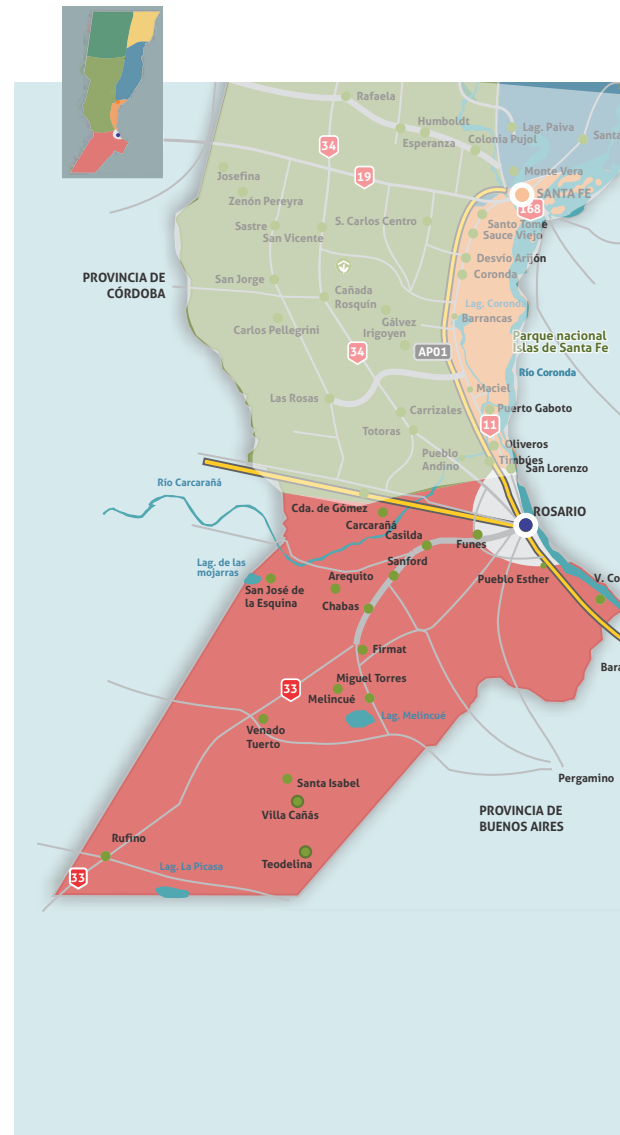 Rafaela
Humboldt
Lag. Paiva
34
Esperanza
Colonia Pujol
Santa
Josefina
19
Monte Vera
Zenón Pereyra
SANTA FE
168
Sastre
S. Carlos Centro
Santo Tomé
San Vicente
Sauce Viejo
Desvío Arijón
PROVINCIA DE
CÓRDOBA
San Jorge
Coronda
Cañada
Rosquín
Lag. Coronda
Carlos Pellegrini
Gálvez
Barrancas
Irigoyen
Parque nacional
Islas de Santa Fe
34
AP01
Río Coronda
Maciel
Las Rosas
Carrizales
Puerto Gaboto
11
Totoras
Oliveros
Pueblo
Andino
Timbúes
San Lorenzo
Río Carcarañá
Cda. de Gómez
ROSARIO
Carcarañá
Casilda
Funes
Lag. de las
mojarras
Sanford
Arequito
Pueblo Esther
V. Co
San José de
la Esquina
Chabas
Firmat
Bara
Miguel Torres
33
Melincué
Lag. Melincué
Venado
Tuerto
Pergamino
Santa Isabel
Villa Cañás
PROVINCIA DE
BUENOS AIRES
Rufino
Teodelina
Lag. La Picasa
33